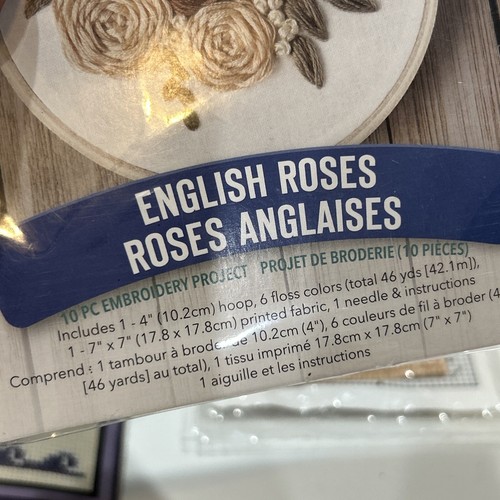 ENGLISH ROSES
ROSES ANGLAISES
10 PC EMBROIDERY PROJECT PROJET DE BRODERIE (10 PIÈCES)
Includes 1 - 4" (10.2cm) hoop, 6 floss colors (total 46 yds [42.1m]),
1 - 7" x 7" (17.8 x 17.8cm) printed fabric, 1 needle & instructions
Comprend : 1 tambour à broder de 10.2cm (4"), 6 couleurs de fil à broder (4
[46 yards] au total), 1 tissu imprimé 17.8cm x 17.8cm (7" x 7")
1 aiguille et les instructions